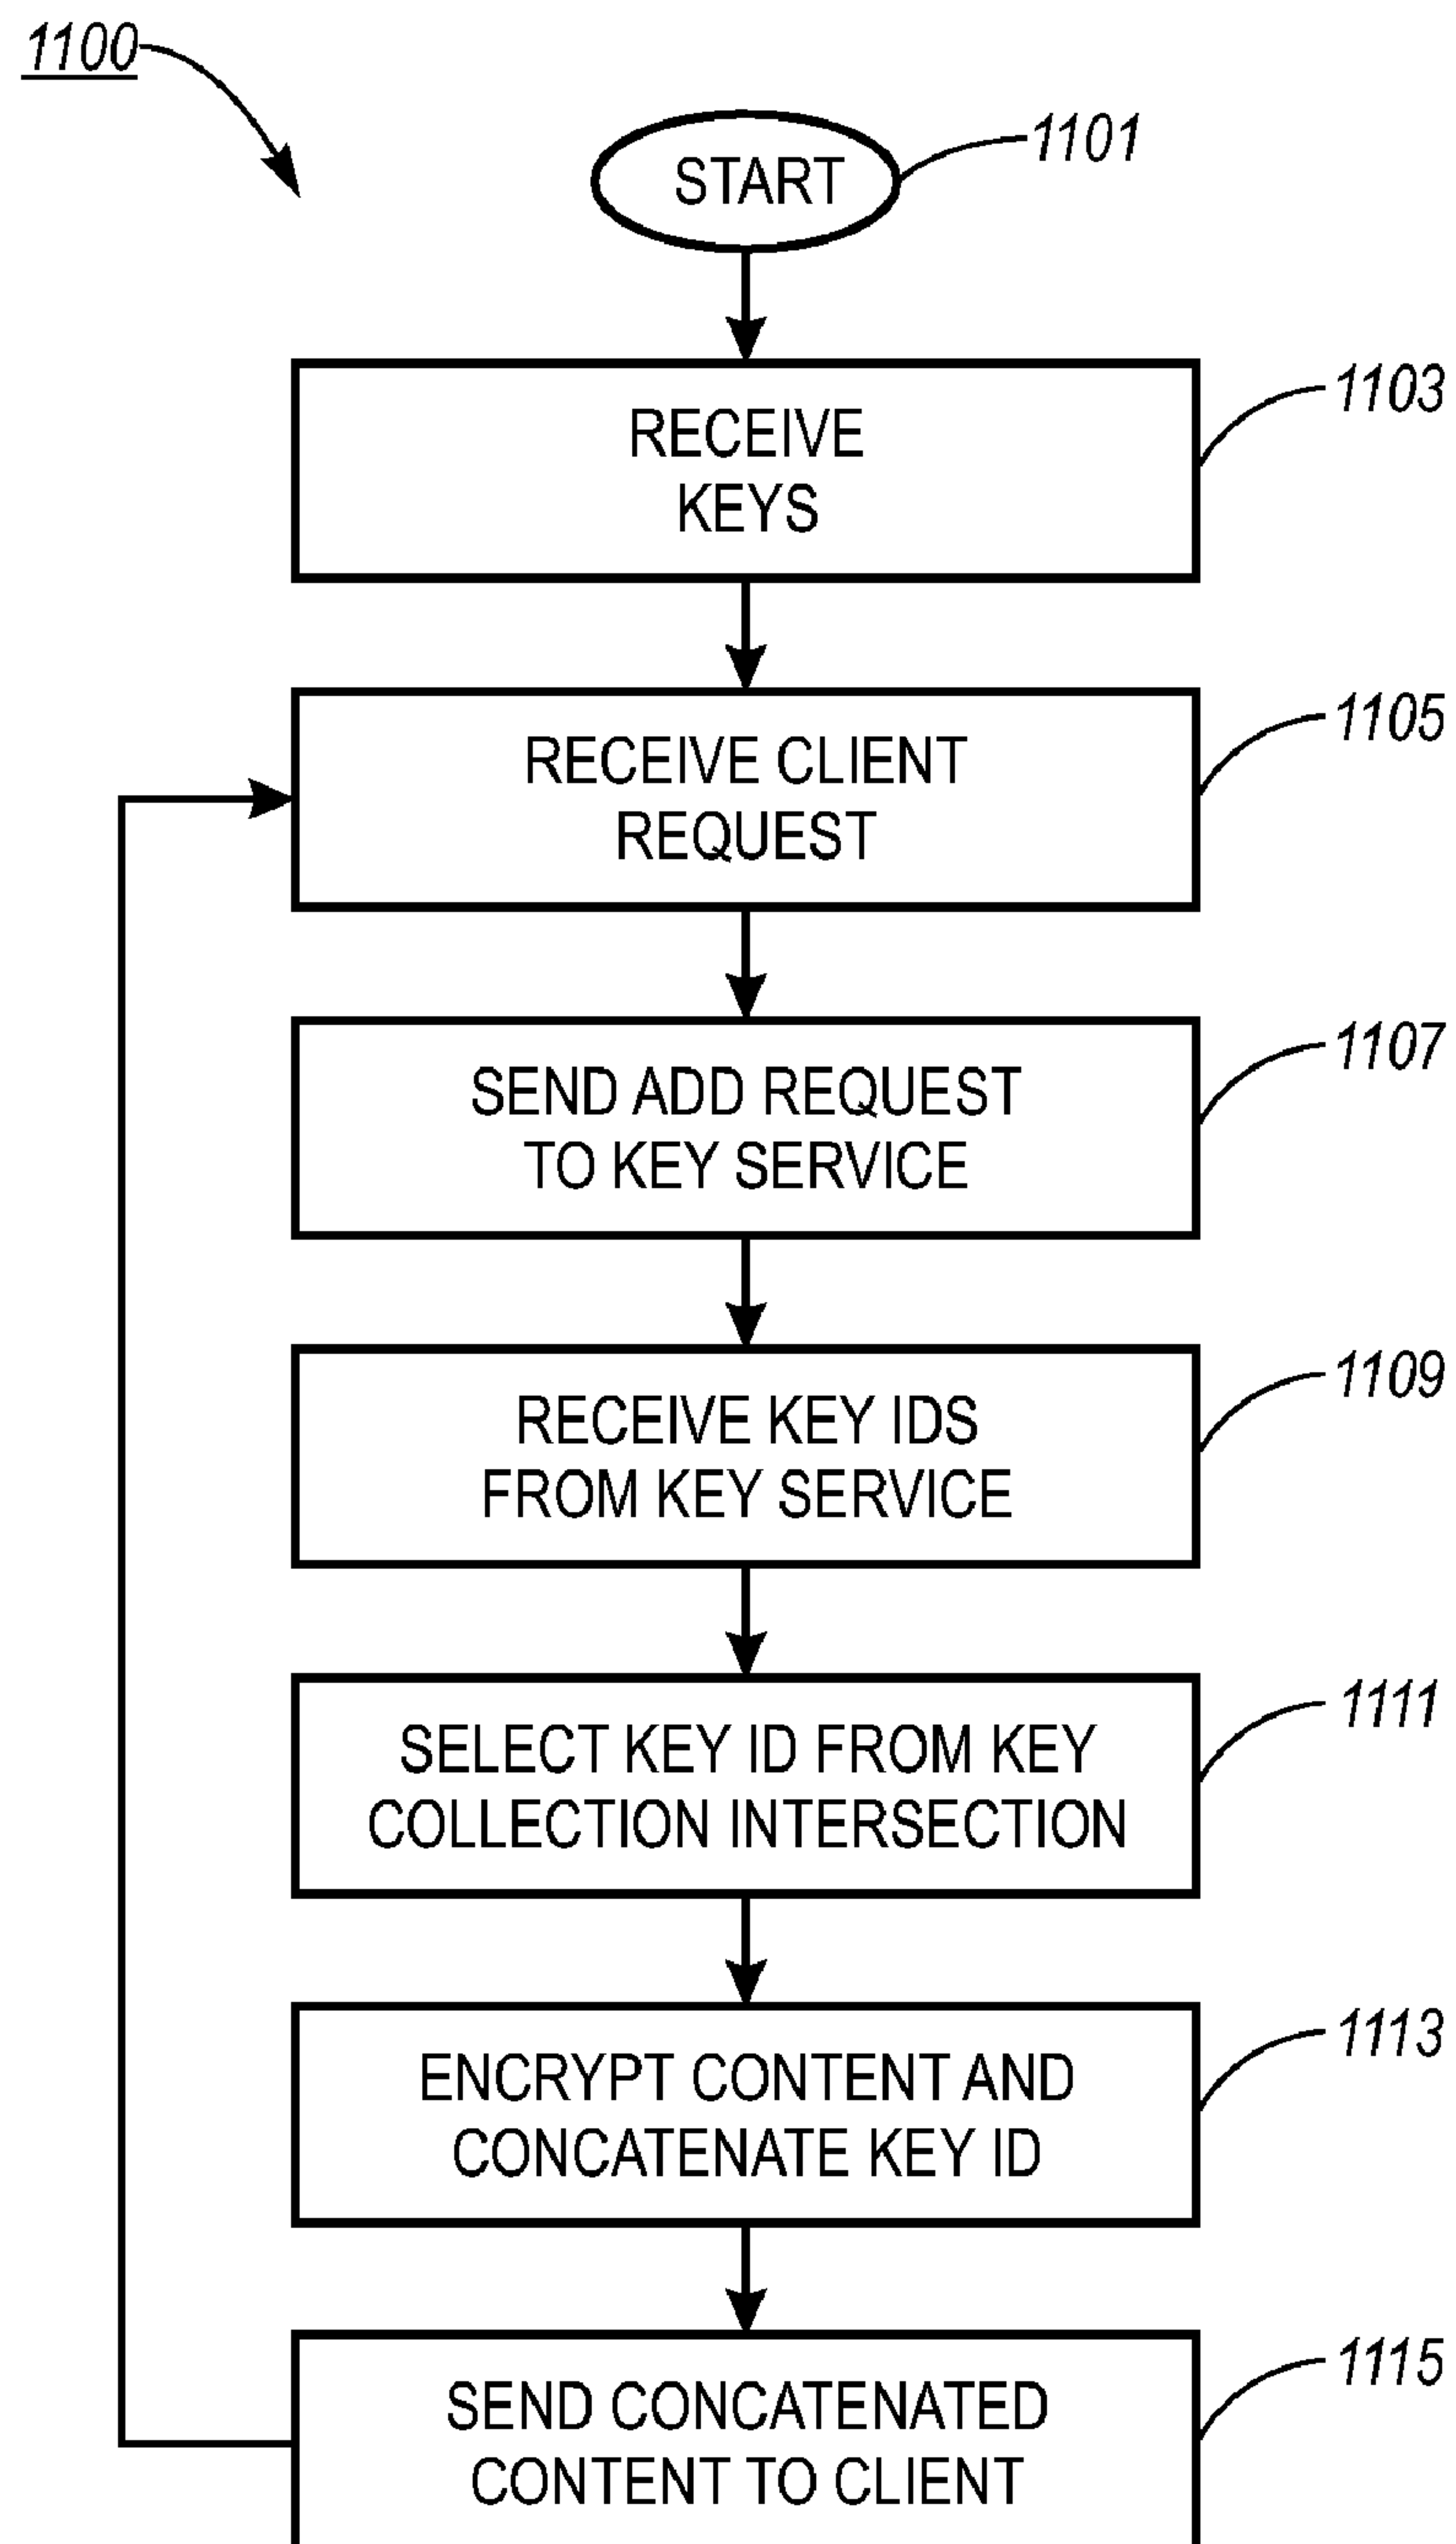 1100
START
1101
RECEIVE
KEYS
1103
RECEIVE CLIENT
REQUEST
1105
SEND ADD REQUEST
TO KEY SERVICE
1107
RECEIVE KEY IDS
FROM KEY SERVICE
1109
SELECT KEY ID FROM KEY
COLLECTION INTERSECTION
1111
ENCRYPT CONTENT AND
CONCATENATE KEY ID
1113
SEND CONCATENATED
CONTENT TO CLIENT
1115